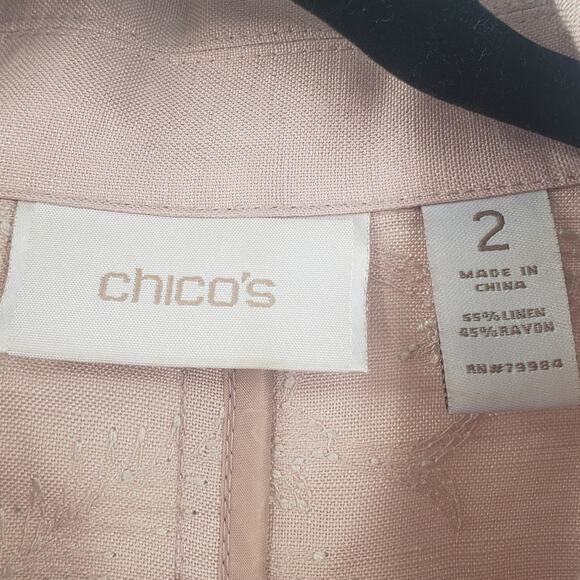 chico's
2
MADE IN
CHINA
55%LINEN
45%RAYON
RN#79984